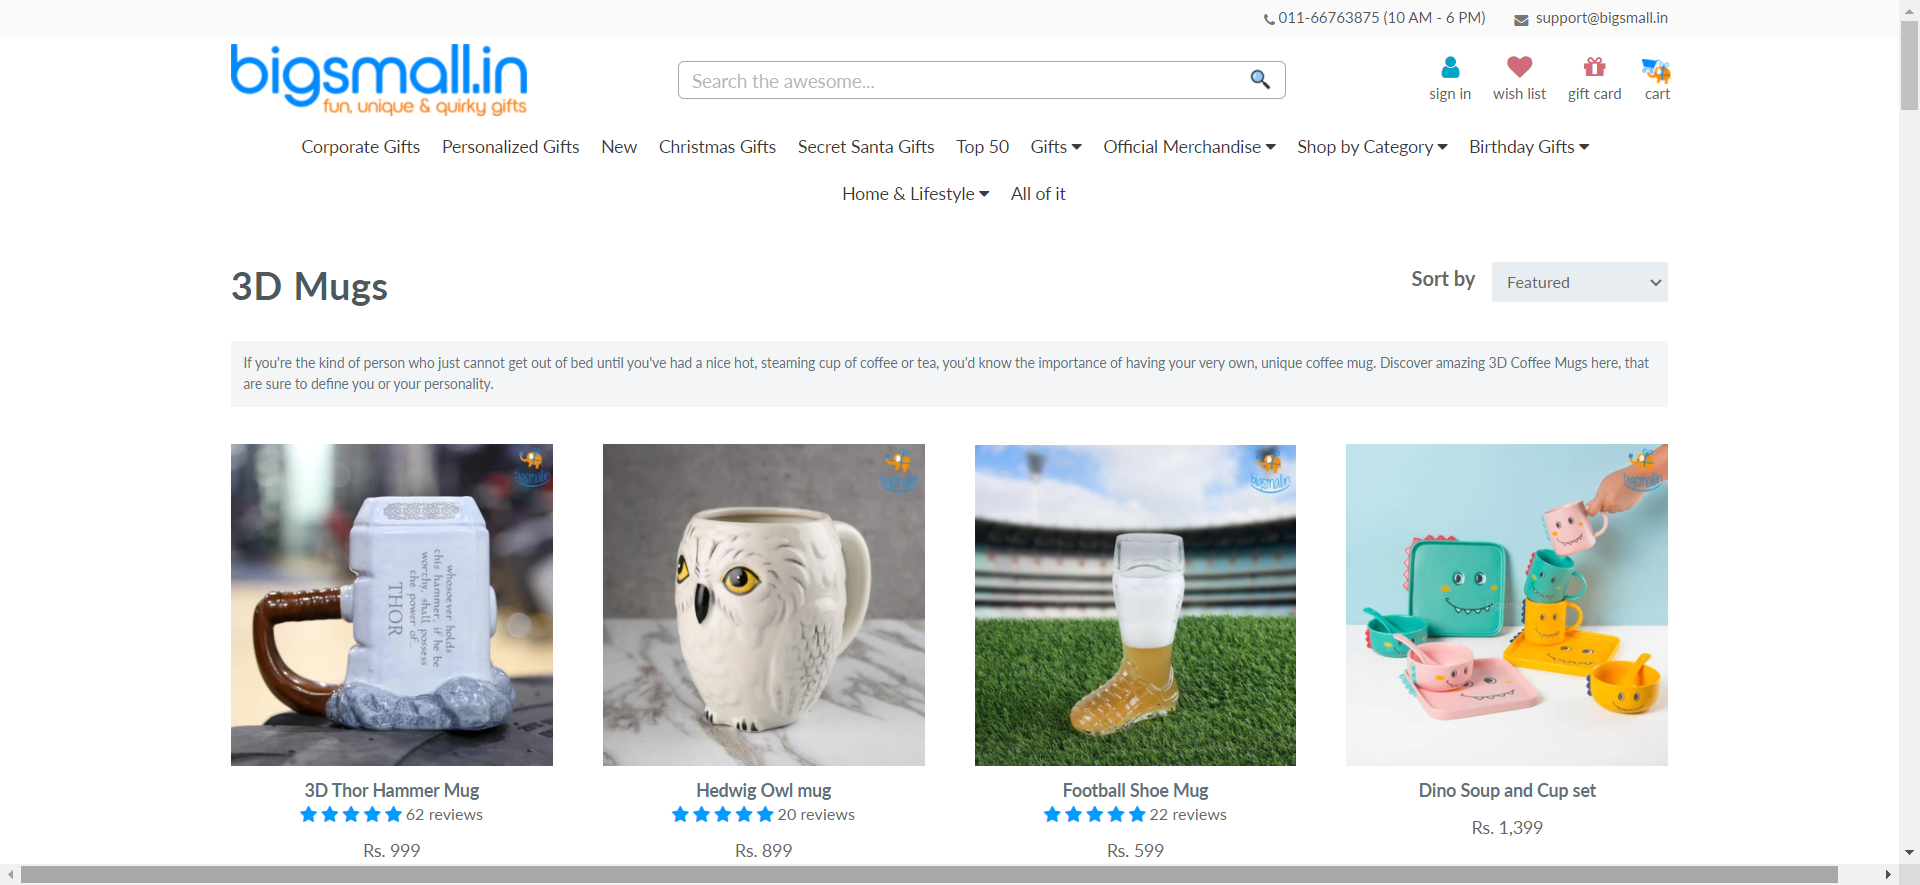 011-66763875 (10 AM - 6 PM) support@bigsmall.in
bigsmall.in
fun, unique & quirky gifts
Search the awesome...
sign in wish list gift card cart
Corporate Gifts Personalized Gifts New Christmas Gifts Secret Santa Gifts Top 50 Gifts Official Merchandise Shop by Category Birthday Gifts
Home & Lifestyle All of it
3D Mugs
Sort by Featured
If you're the kind of person who just cannot get out of bed until you've had a nice hot, steaming cup of coffee or tea, you'd know the importance of having your very own, unique coffee mug. Discover amazing 3D Coffee Mugs here, that
are sure to define you or your personality.
bigsmall.in
whosoever holds
this hammer, if he be
worthy, shall possess
the power of...
THOR
bigsmall.in
bigsmall.in
bigsmall.in
3D Thor Hammer Mug
62 reviews
Rs. 999
Hedwig Owl mug
20 reviews
Rs. 899
Football Shoe Mug
22 reviews
Rs. 599
Dino Soup and Cup set
Rs. 1,399